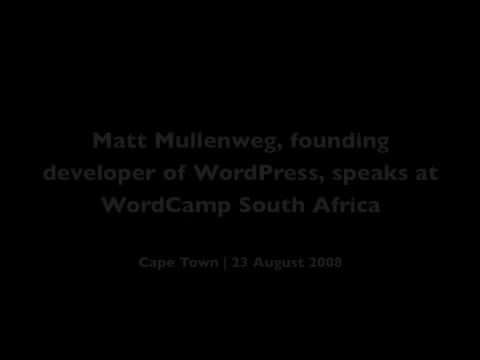 Matt Mullenweg, founding
developer of WordPress, speaks at
WordCamp South Africa
Cape Town | 23 August 2008